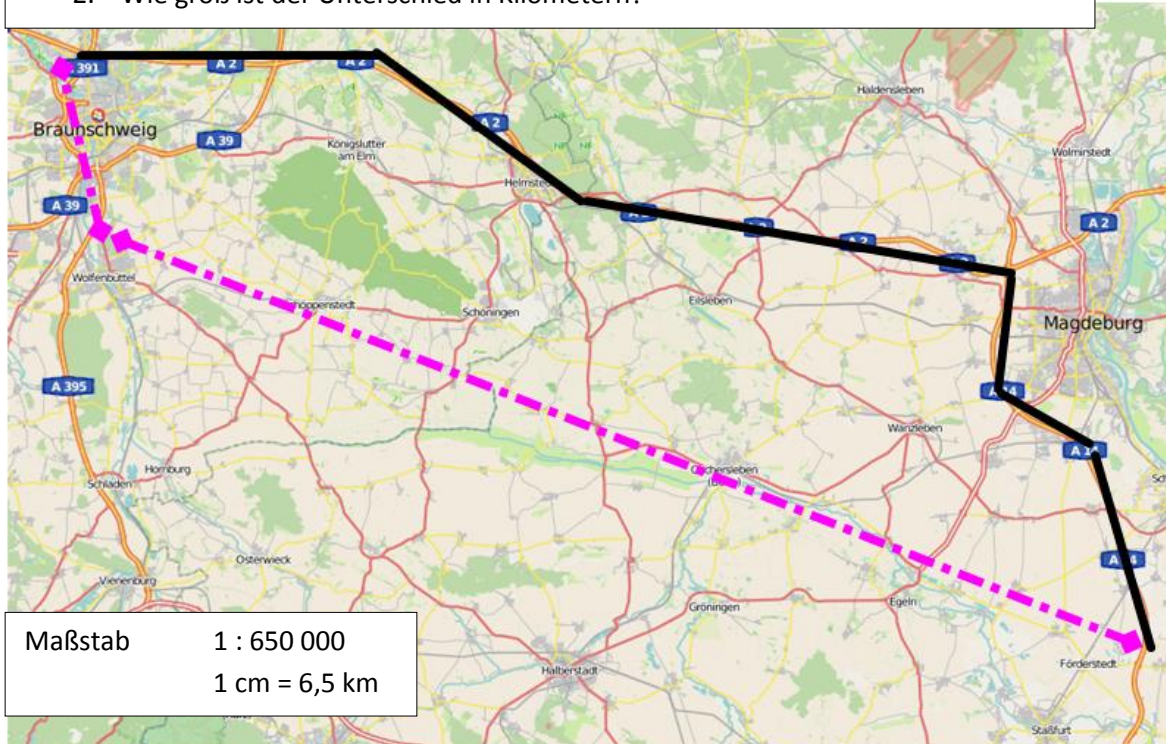 2. Wie groß ist der Unterschied in Kilometern?
A 391
A 2
A 2
Haldensleben
Braunschweig
A 39
Königslutter
am Elm
A 2
Wolmirstedt
Helmstedt
A 39
A 2
A 2
Wolfenbüttel
Schöppenstedt
Schöningen
Eilsleben
Magdeburg
A 395
A 14
Wanzleben
A 14
Hornburg
Schladen
Oschersleben
(Bode)
Osterwieck
A 14
Vienenburg
Gröningen
Egeln
Maßstab 1 : 650 000
1 cm = 6,5 km
Halberstadt
Förderstedt
Staßfurt